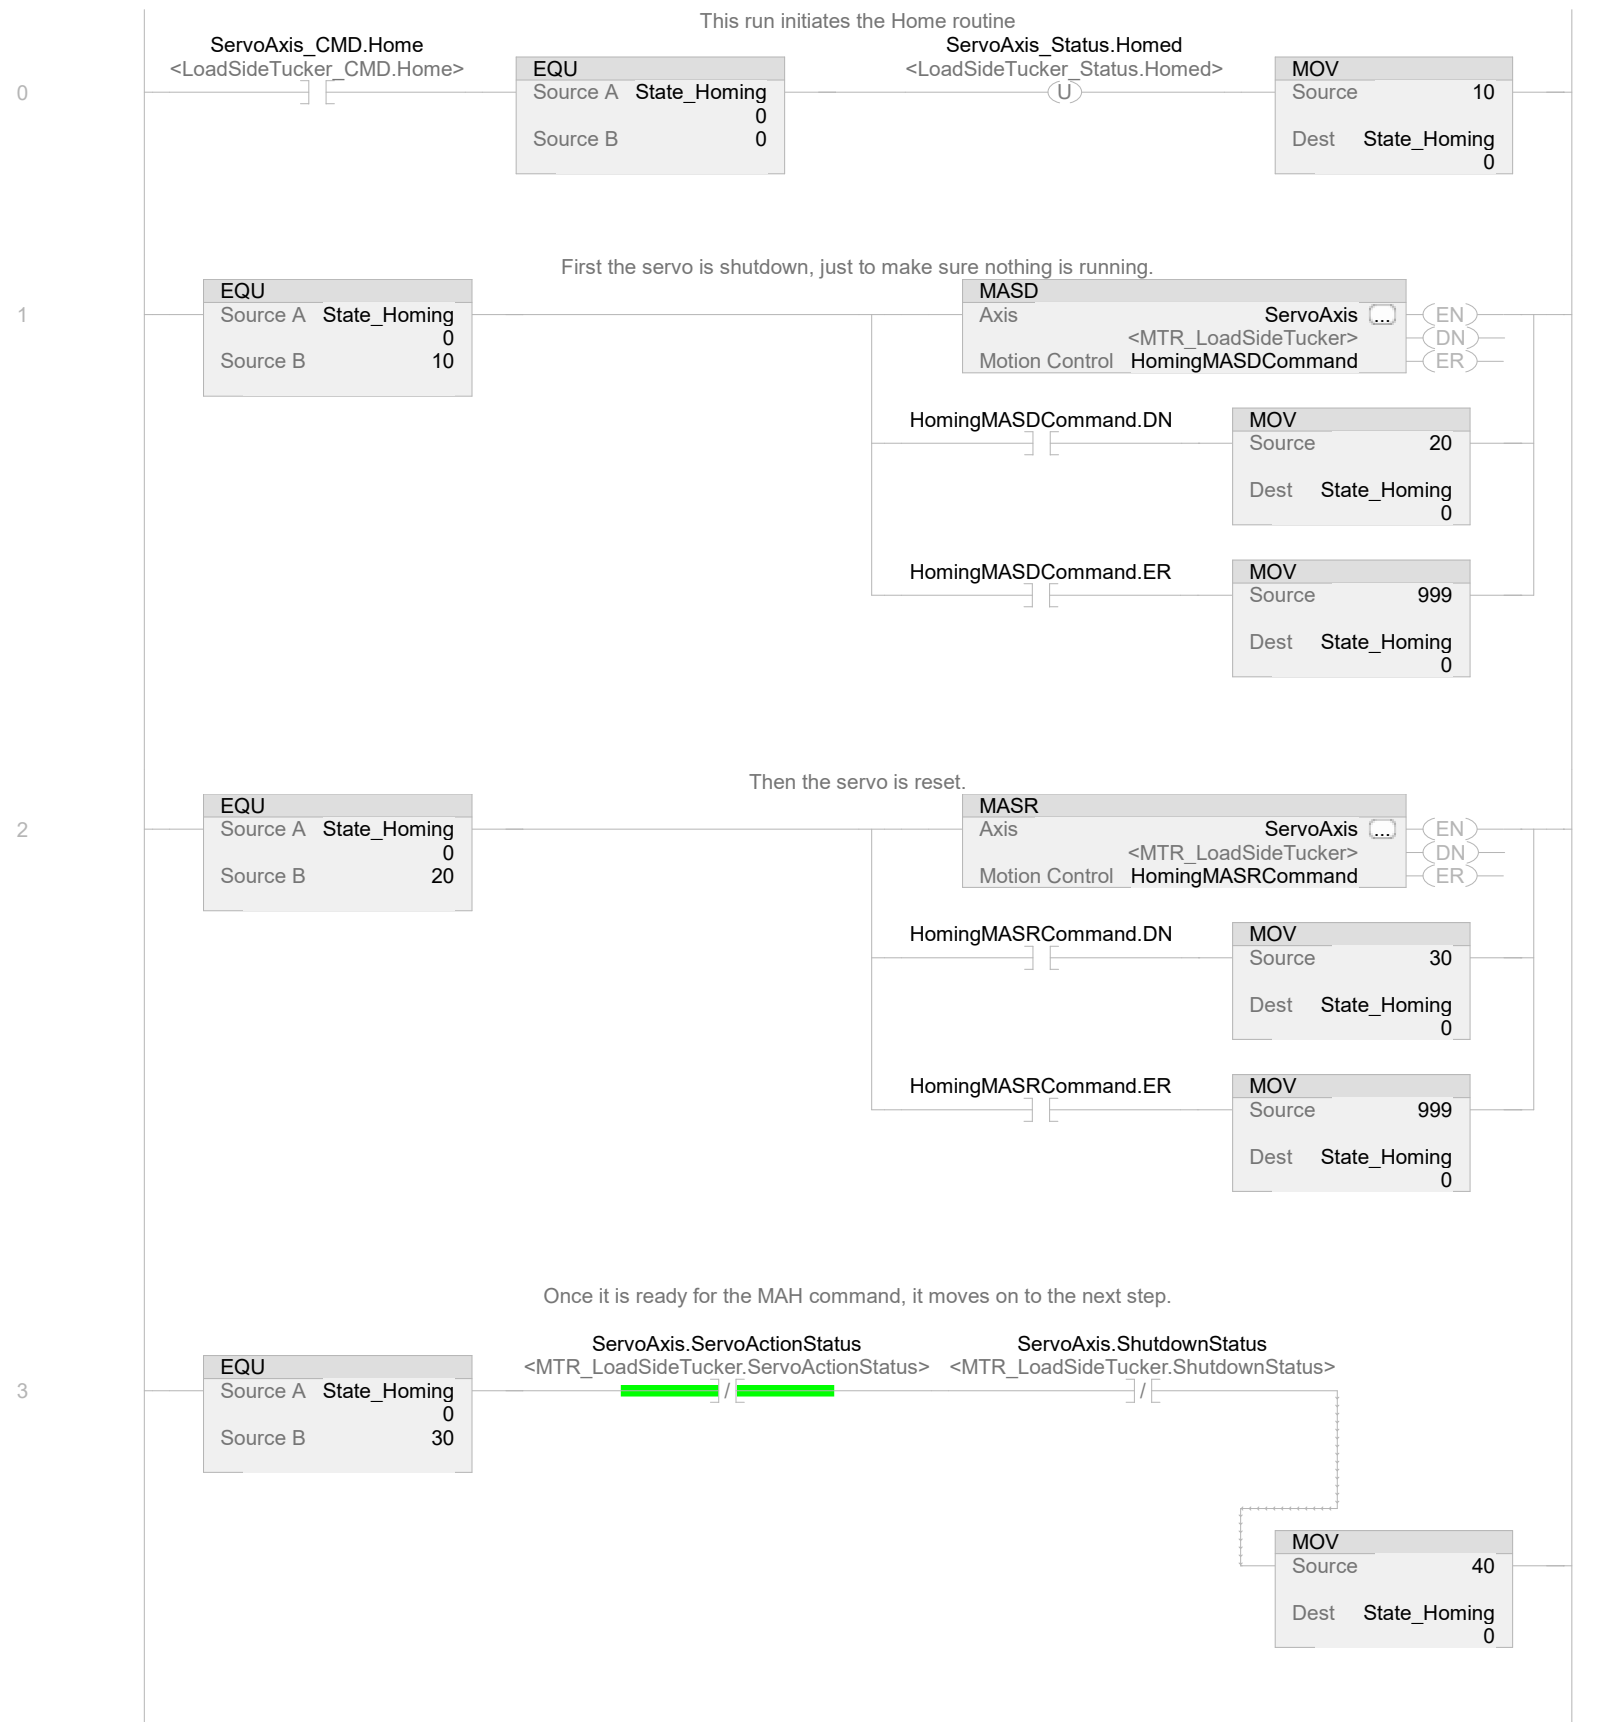 This run initiates the Home routine
ServoAxis_CMD.Home
<LoadSideTucker_CMD.Home>
ServoAxis_Status.Homed
<LoadSideTucker_Status.Homed>
0
EQU
Source A State_Homing
0
Source B 0
U
MOV
Source 10
Dest State_Homing
0
First the servo is shutdown, just to make sure nothing is running.
1
EQU
Source A State_Homing
0
Source B 10
MASD
Axis ServoAxis ...
<MTR_LoadSideTucker>
Motion Control HomingMASDCommand
EN
DN
ER
HomingMASDCommand.DN
MOV
Source 20
Dest State_Homing
0
HomingMASDCommand.ER
MOV
Source 999
Dest State_Homing
0
Then the servo is reset.
2
EQU
Source A State_Homing
0
Source B 20
MASR
Axis ServoAxis ...
<MTR_LoadSideTucker>
Motion Control HomingMASRCommand
EN
DN
ER
HomingMASRCommand.DN
MOV
Source 30
Dest State_Homing
0
HomingMASRCommand.ER
MOV
Source 999
Dest State_Homing
0
Once it is ready for the MAH command, it moves on to the next step.
3
EQU
Source A State_Homing
0
Source B 30
ServoAxis.ServoActionStatus
<MTR_LoadSideTucker.ServoActionStatus>
/
ServoAxis.ShutdownStatus
<MTR_LoadSideTucker.ShutdownStatus>
/
MOV
Source 40
Dest State_Homing
0